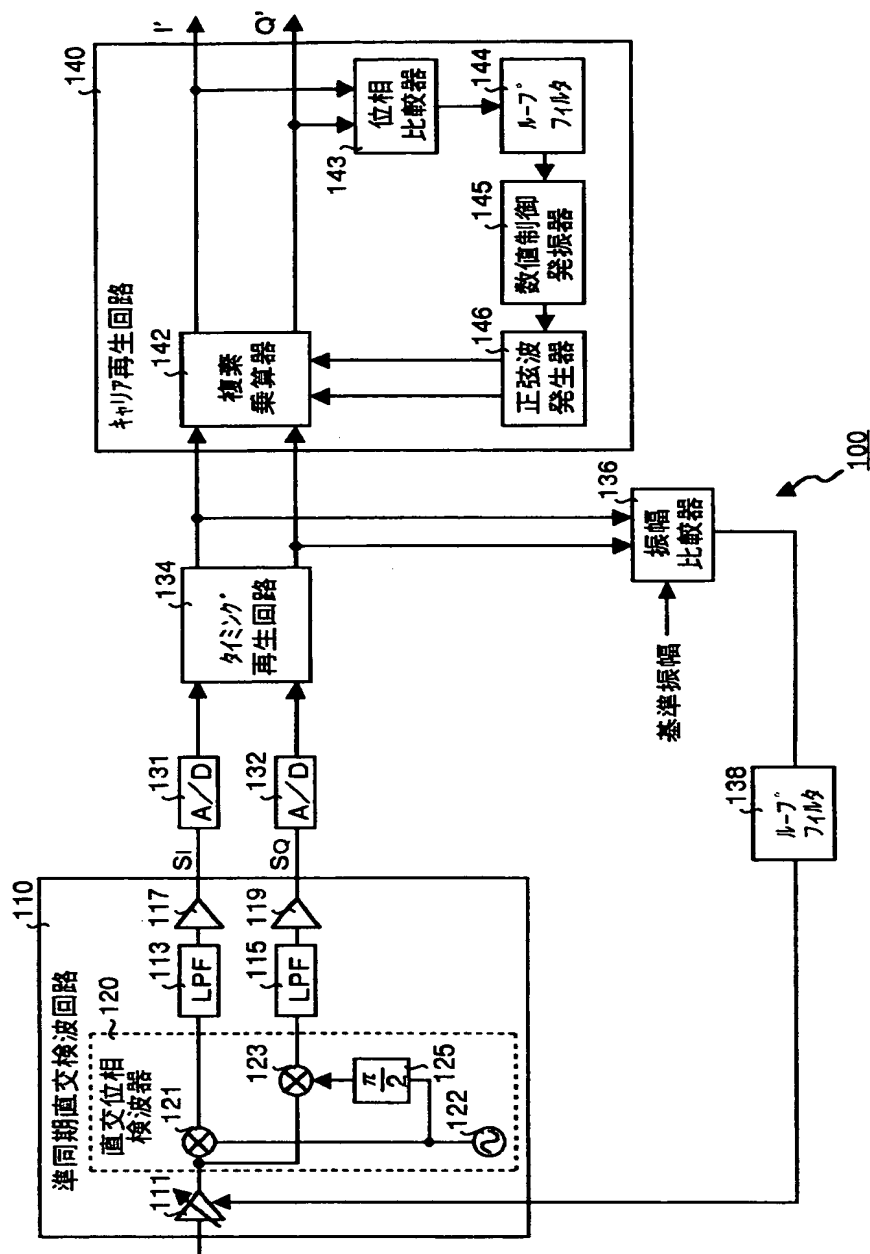 110
準同期直交検波回路
120
直交位相
検波器
111
121
123
122
125
π
2
113
LPF
115
LPF
117
119
SI
SQ
131
A/D
132
A/D
134
タイミング
再生回路
136
振幅
比較器
基準振幅
138
ループ
フィルタ
140
キャリア再生回路
142
複素
乗算器
143
位相
比較器
144
ループ
フィルタ
145
数値制御
発振器
146
正弦波
発生器
I'
Q'
100